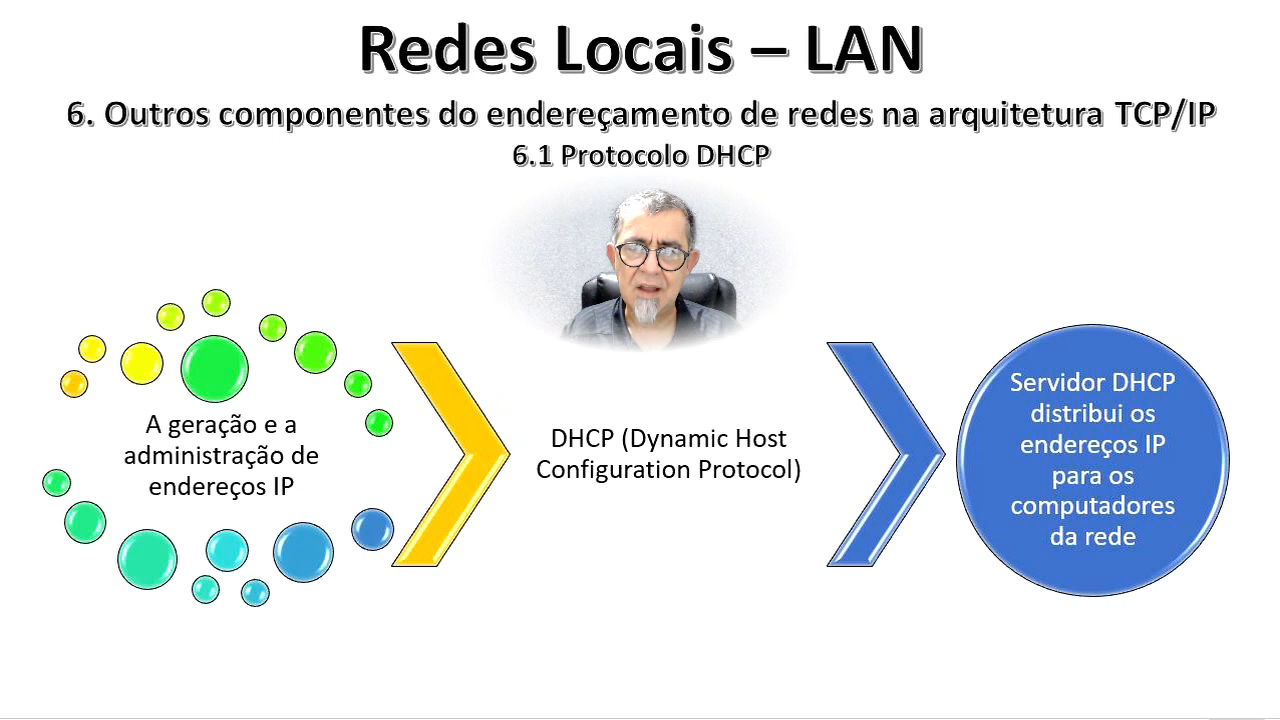 Redes Locais – LAN
6. Outros componentes do endereçamento de redes na arquitetura TCP/IP
6.1 Protocolo DHCP
A geração e a
administração de
endereços IP
DHCP (Dynamic Host
Configuration Protocol)
Servidor DHCP
distribui os
endereços IP
para os
computadores
da rede